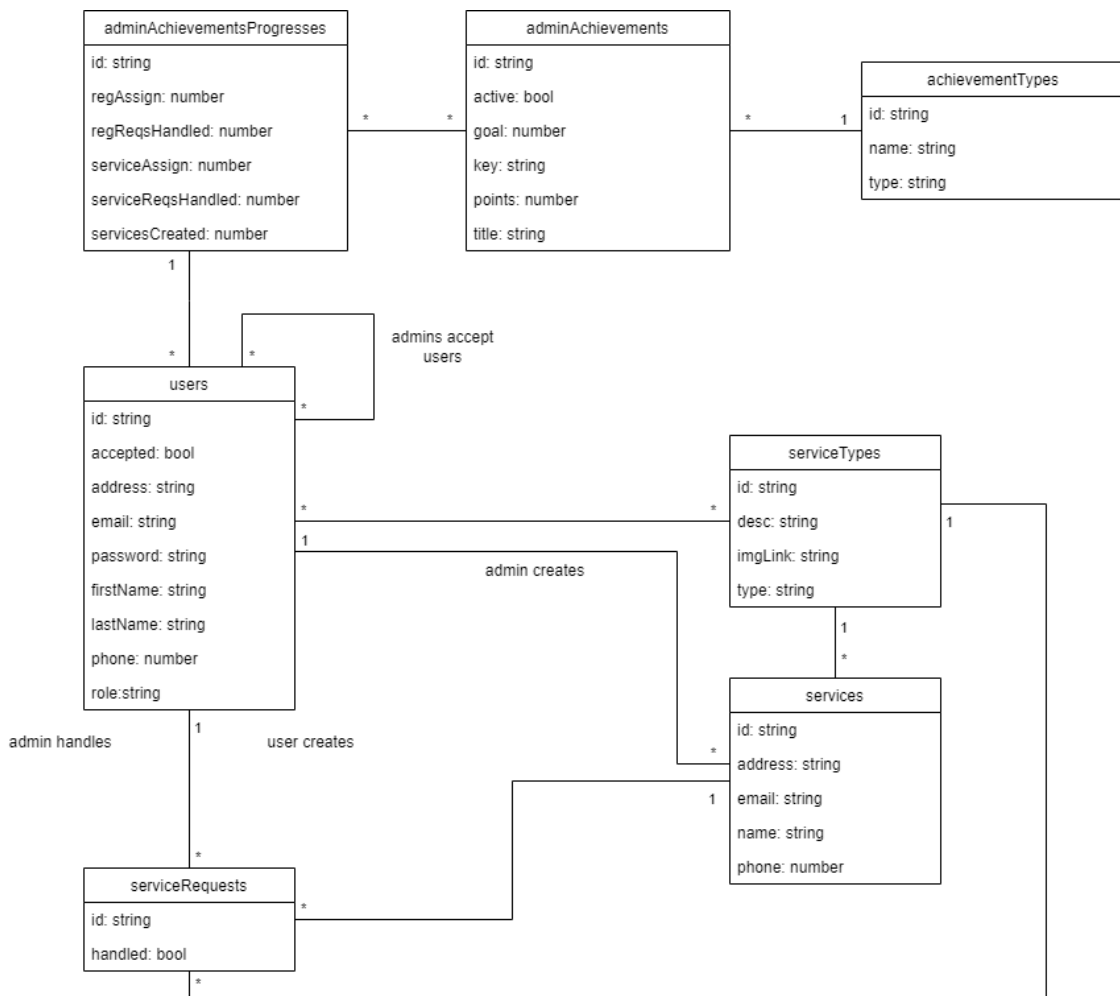 adminAchievementsProgresses
id: string
regAssign: number
regReqsHandled: number
serviceAssign: number
serviceReqsHandled: number
servicesCreated: number
*
*
adminAchievements
id: string
active: bool
goal: number
key: string
points: number
title: string
*
1
achievementTypes
id: string
name: string
type: string
1
*
*
admins accept
users
*
users
id: string
accepted: bool
address: string
email: string
password: string
firstName: string
lastName: string
phone: number
role:string
*
1
admin creates
*
serviceTypes
id: string
desc: string
imgLink: string
type: string
1
1
*
services
id: string
address: string
email: string
name: string
phone: number
*
1
admin handles
1
user creates
*
serviceRequests
id: string
handled: bool
*
*